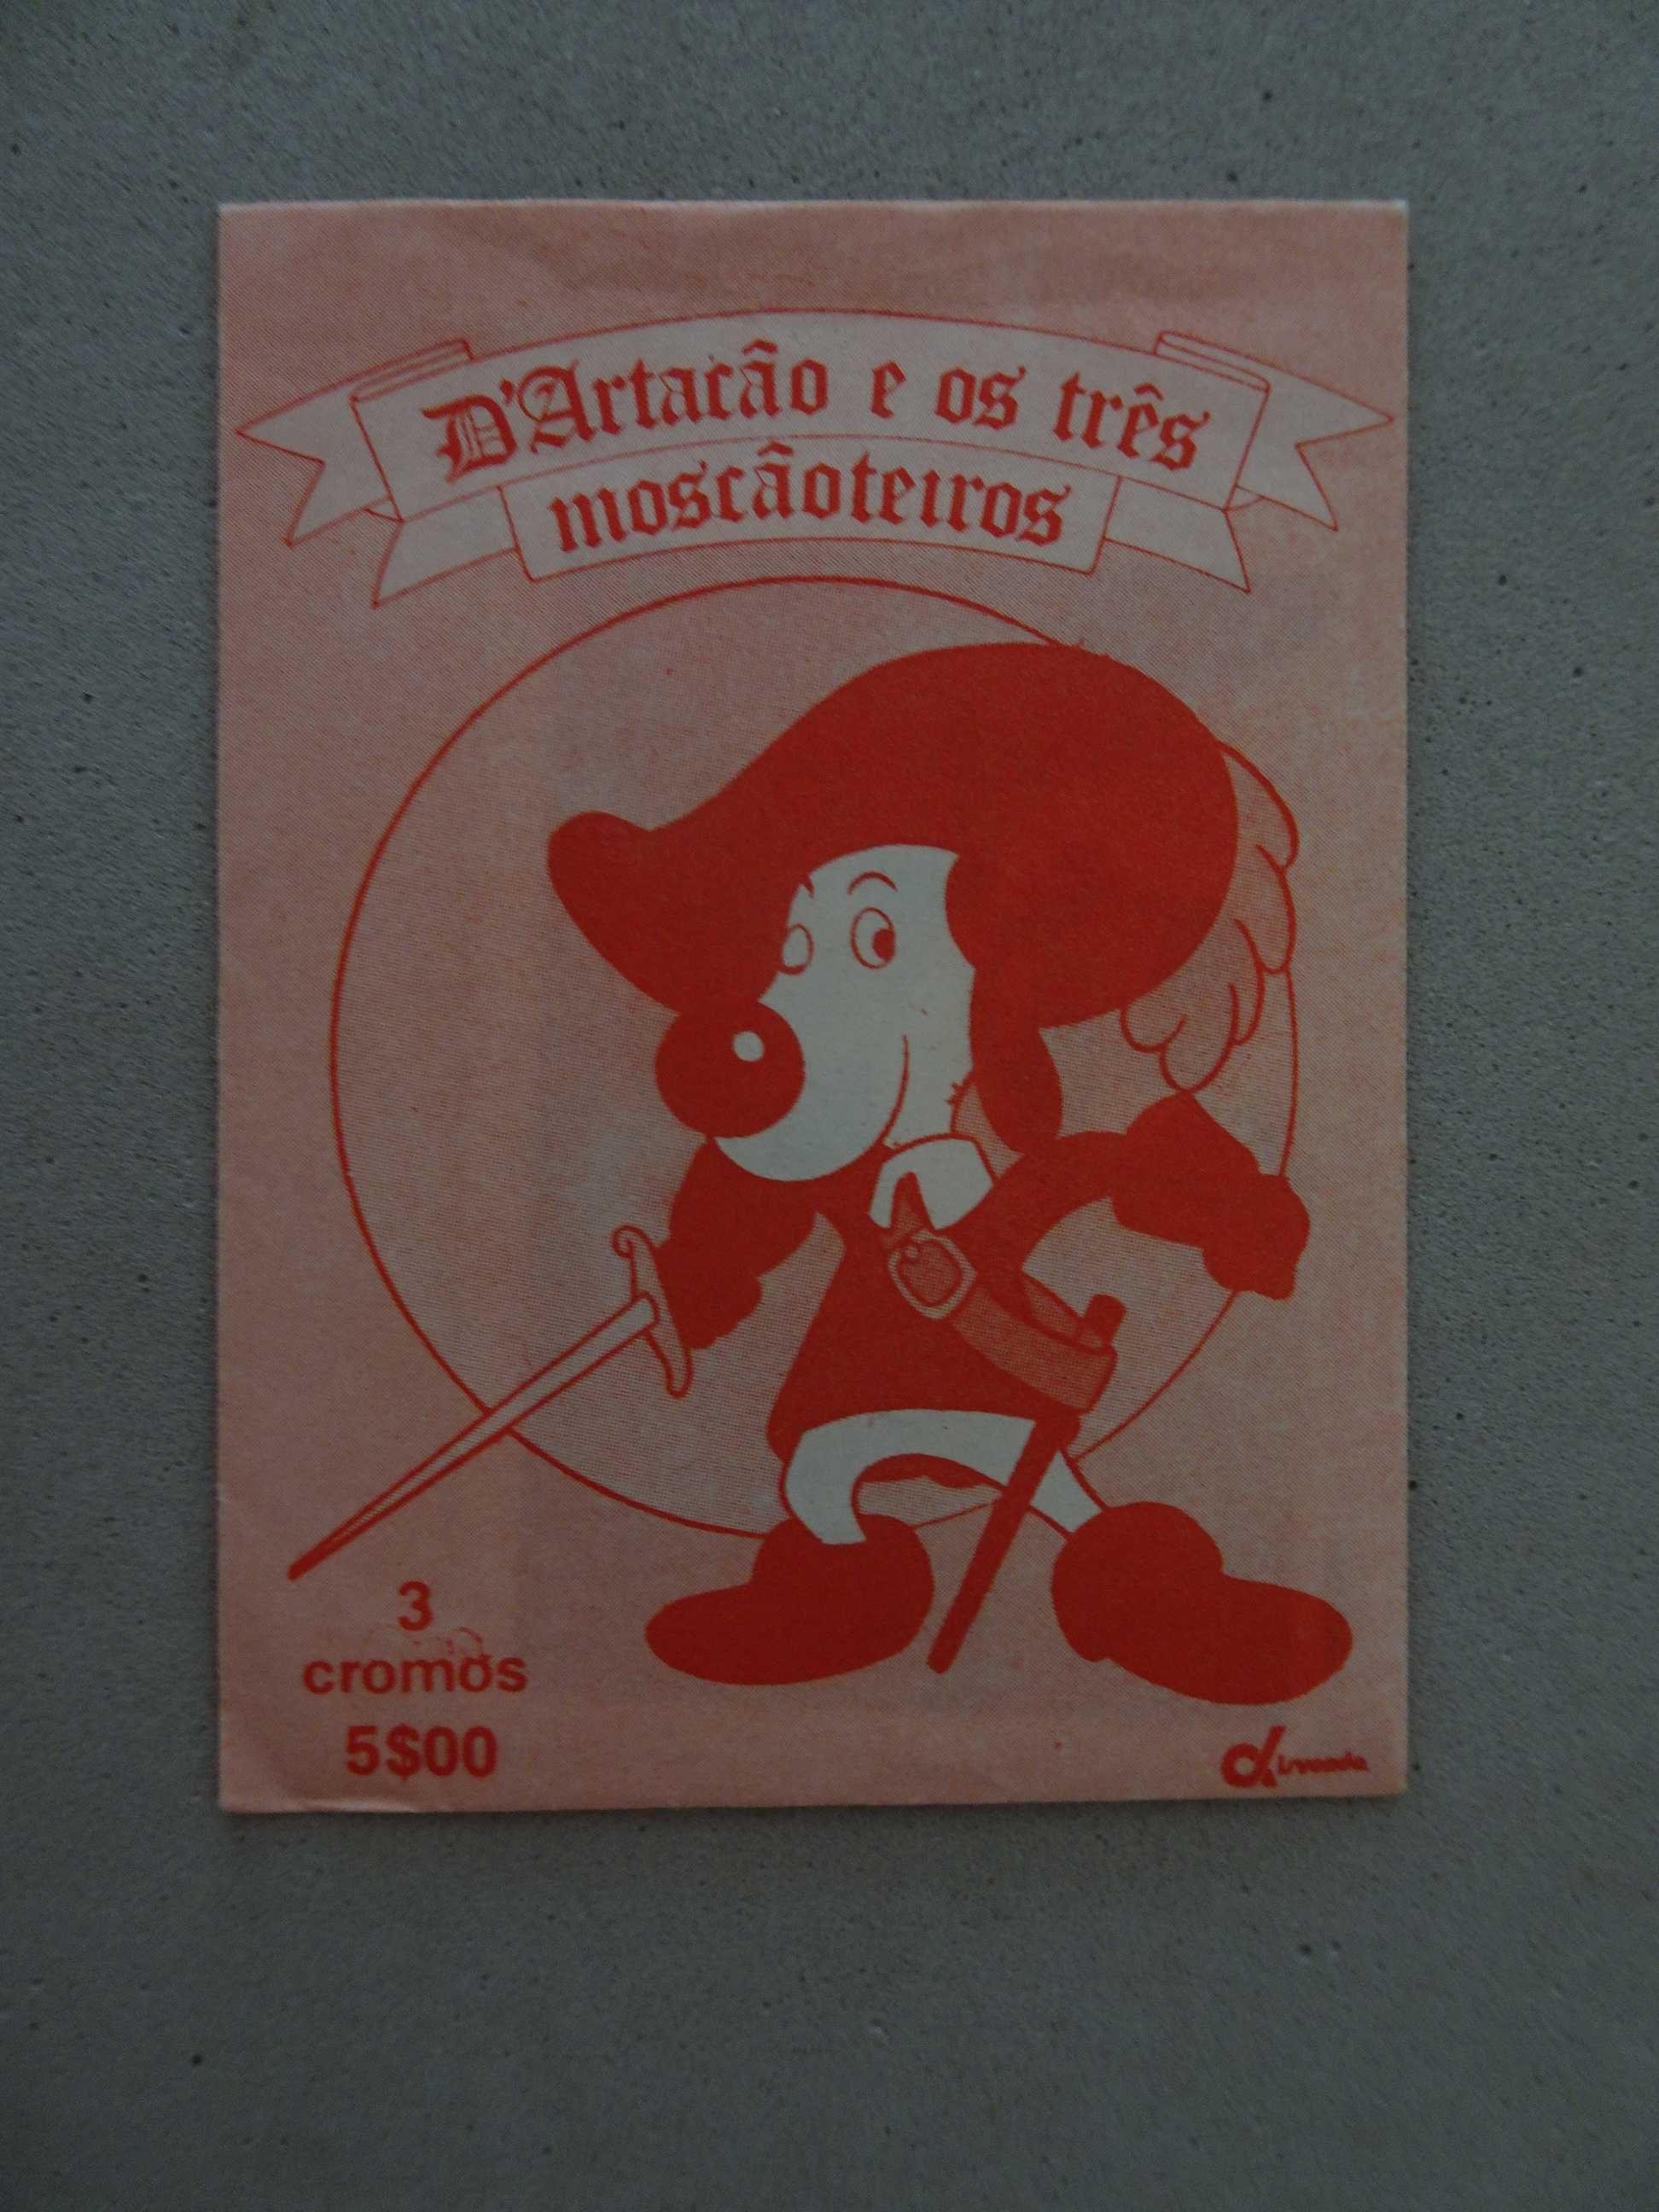 D'Artacão e os três
moscãoteiros
3
cromos
5$00